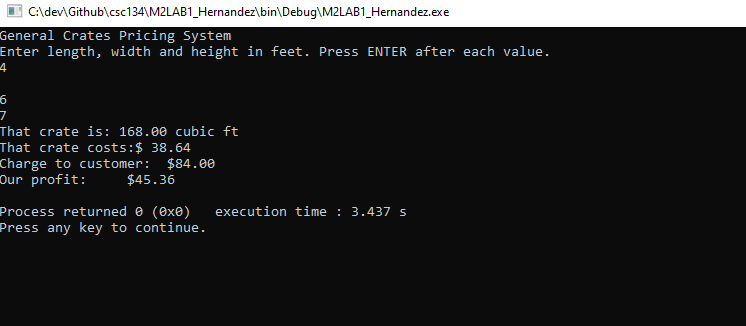 C:\dev\Github\csc134\M2LAB1_Hernandez\bin\Debug\M2LAB1_Hernandez.exe
General Crates Pricing System
Enter length, width and height in feet. Press ENTER after each value.
4
6
7
That crate is: 168.00 cubic ft
That crate costs:$ 38.64
Charge to customer:  $84.00
Our profit:     $45.36
Process returned 0 (0x0)   execution time : 3.437 s
Press any key to continue.